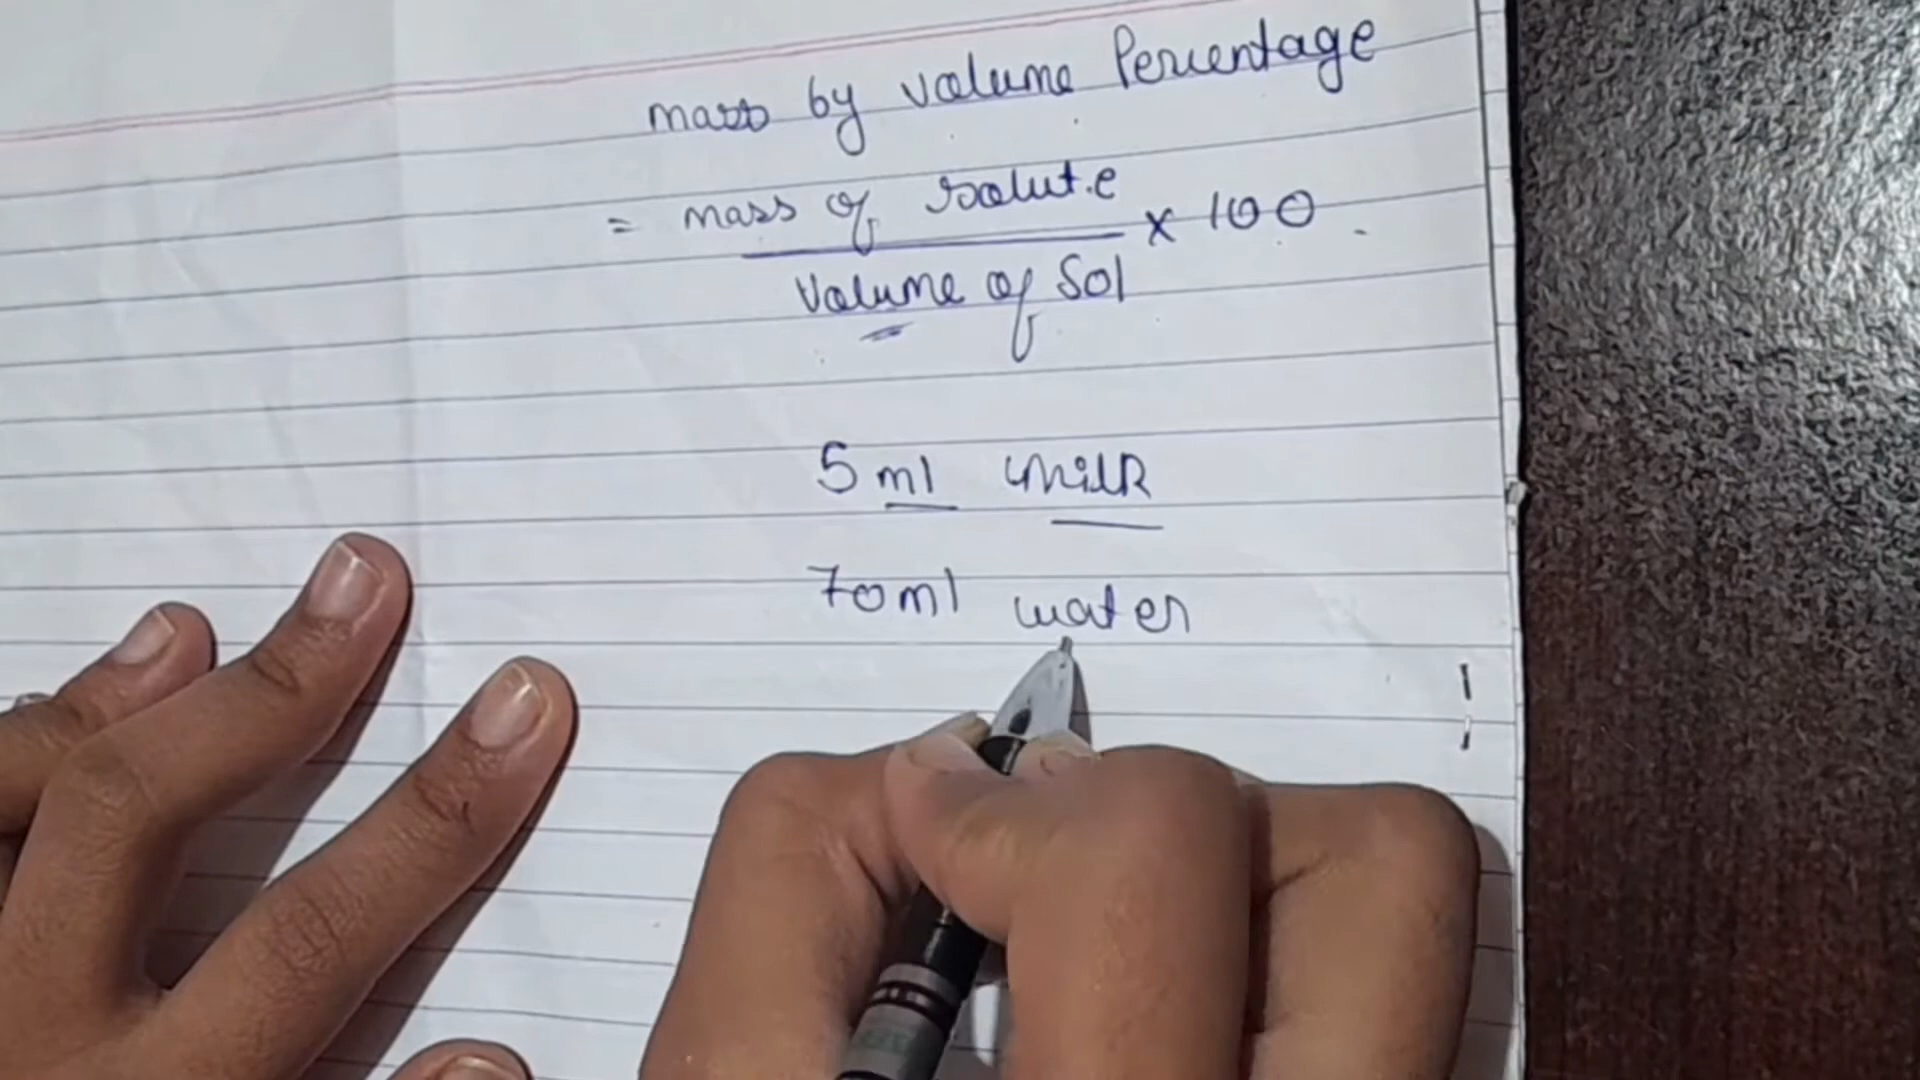 mass by volume Percentage
= mass of solute × 100
volume of Sol
5 ml milk
70ml water